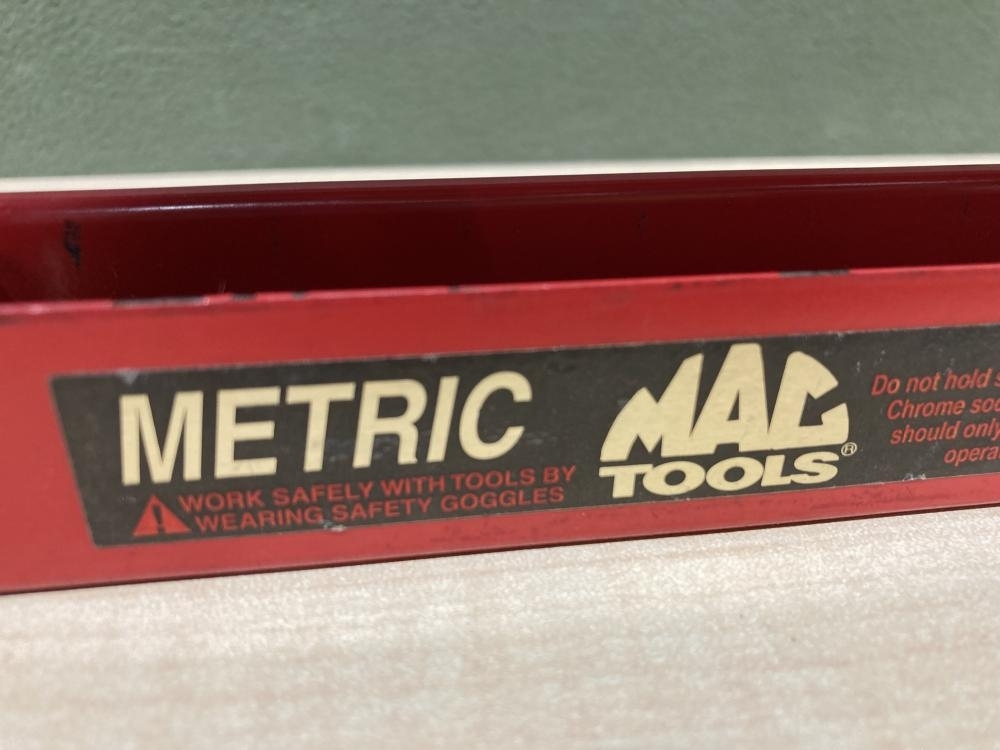 METRIC
WORK SAFELY WITH TOOLS BY
WEARING SAFETY GOGGLES
MAC
TOOLS®
Do not hold
Chrome
should only